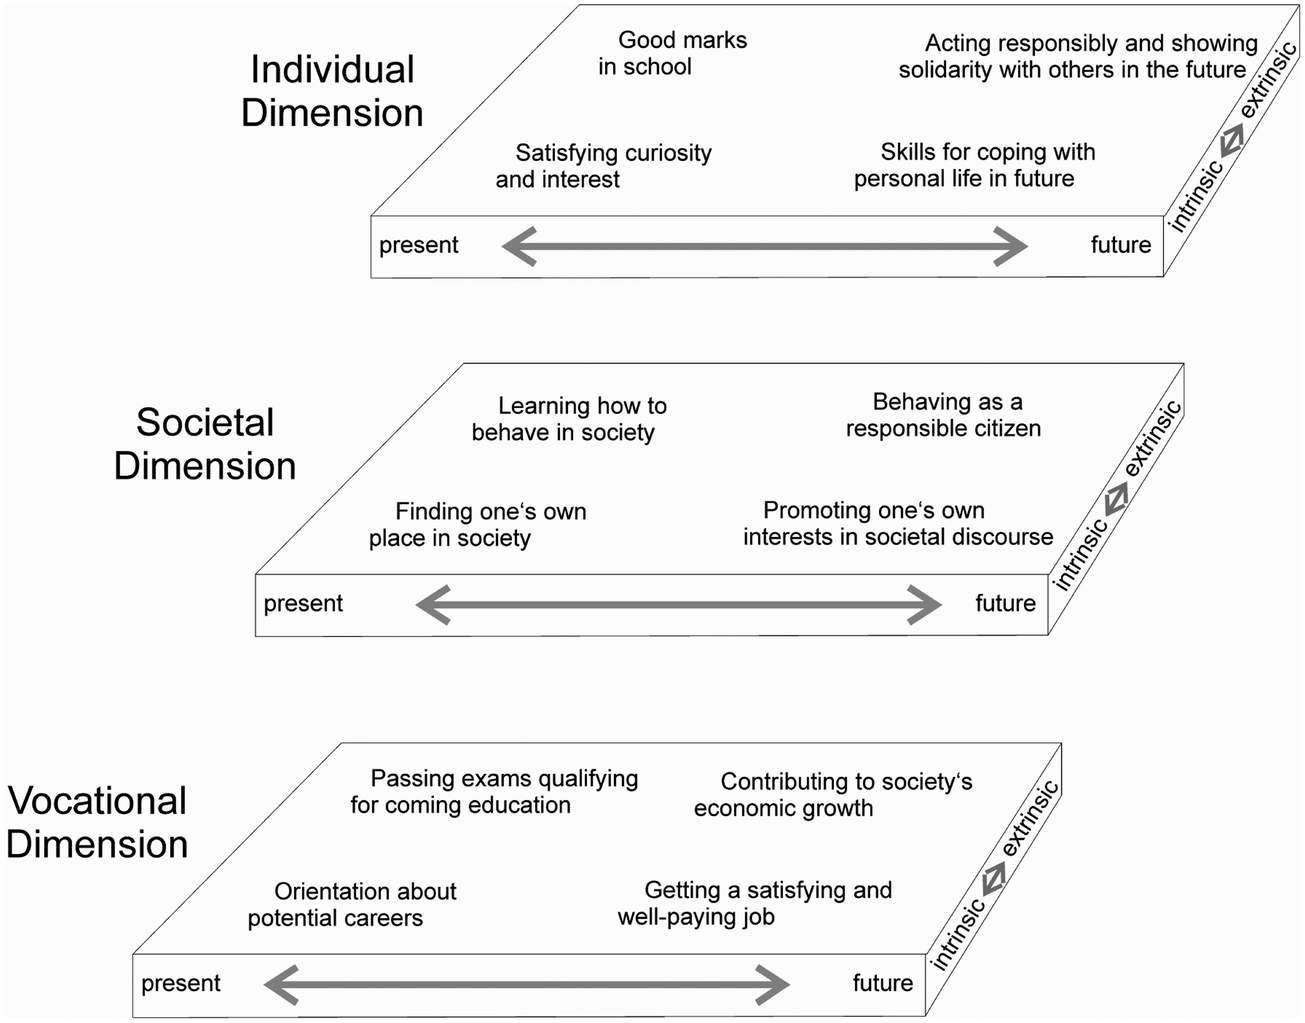 Individual
Dimension
Good marks
in school
Acting responsibly and showing
solidarity with others in the future
Satisfying curiosity
and interest
Skills for coping with
personal life in future
present
future
intrinsic
extrinsic
Societal
Dimension
Learning how to
behave in society
Behaving as a
responsible citizen
Finding one‘s own
place in society
Promoting one‘s own
interests in societal discourse
present
future
intrinsic
extrinsic
Vocational
Dimension
Passing exams qualifying
for coming education
Contributing to society‘s
economic growth
Orientation about
potential careers
Getting a satisfying and
well-paying job
present
future
intrinsic
extrinsic